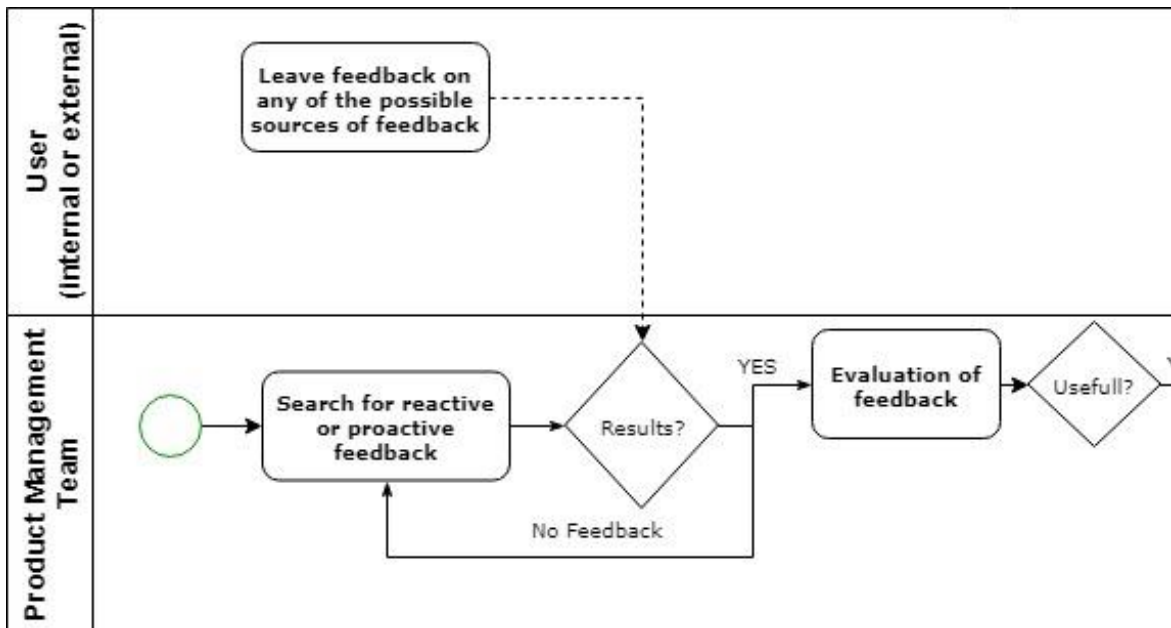 User
(Internal or external)
Leave feedback on
any of the possible
sources of feedback
Product Management
Team
Search for reactive
or proactive
feedback
Results?
YES
No Feedback
Evaluation of
feedback
Usefull?